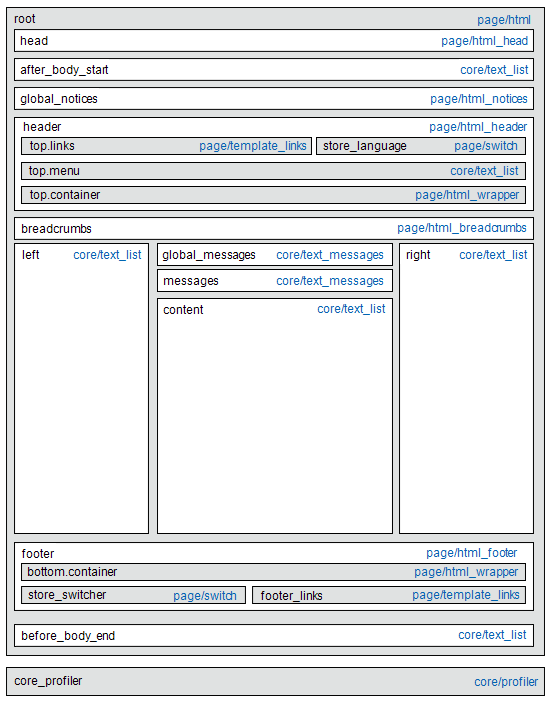 root page/html
head page/html_head
after_body_start core/text_list
global_notices page/html_notices
header page/html_header
top.links page/template_links store_language page/switch
top.menu core/text_list
top.container page/html_wrapper
breadcrumbs page/html_breadcrumbs
left core/text_list global_messages core/text_messages right core/text_list
messages core/text_messages
content core/text_list
footer page/html_footer
bottom.container page/html_wrapper
store_switcher page/switch footer_links page/template_links
before_body_end core/text_list
core_profiler core/profiler